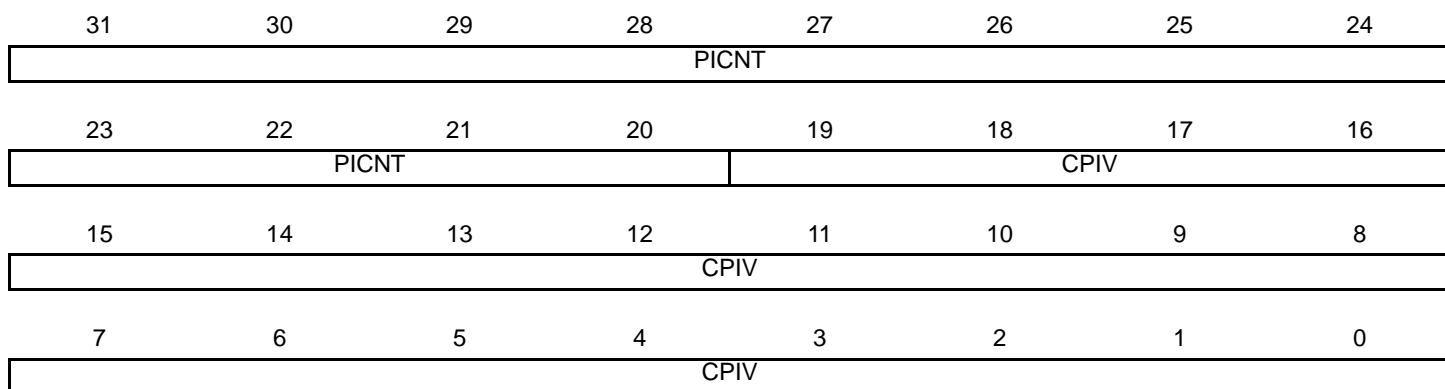 31 30 29 28 27 26 25 24
PICNT
23 22 21 20 19 18 17 16
PICNT CPIV
15 14 13 12 11 10 9 8
CPIV
7 6 5 4 3 2 1 0
CPIV